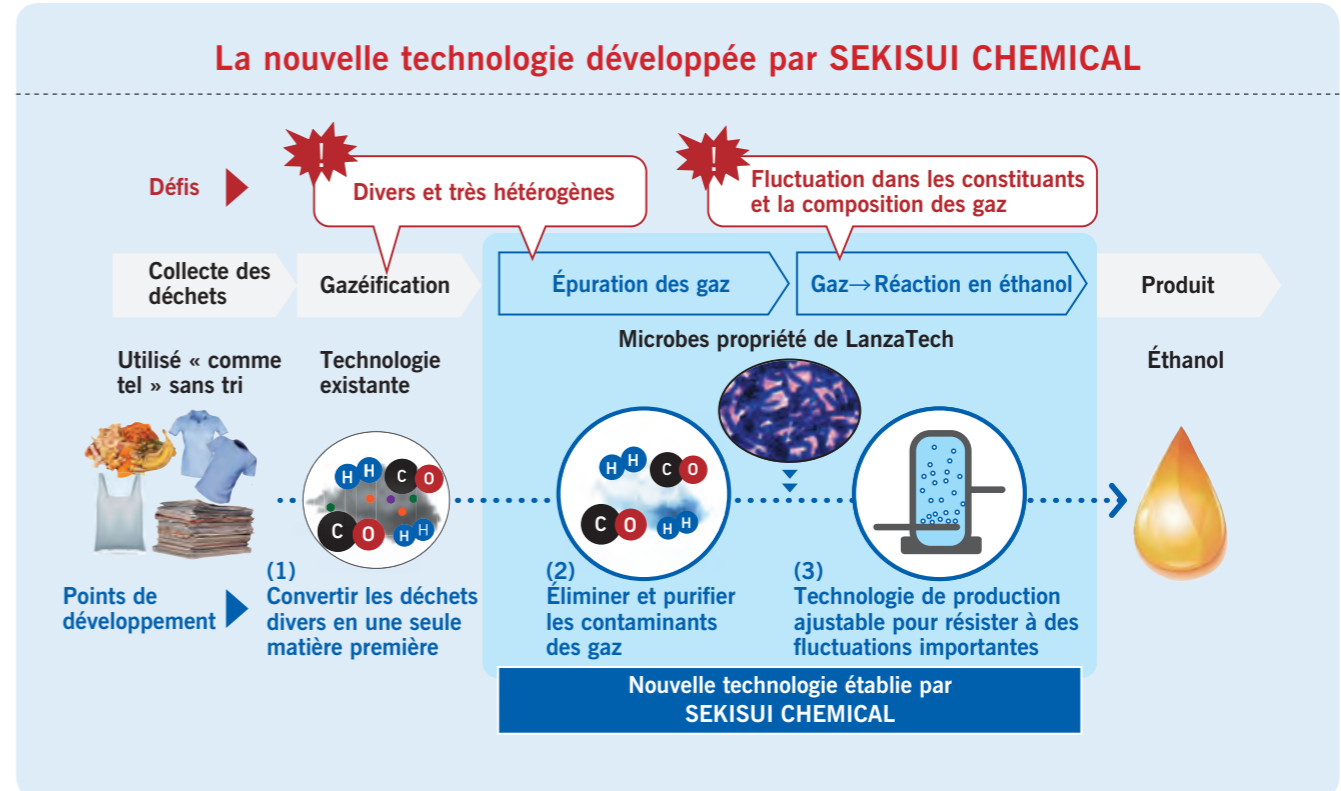 La nouvelle technologie développée par SEKISUI CHEMICAL
Défis
!
Divers et très hétérogènes
!
Fluctuation dans les constituants
et la composition des gaz
Collecte des
déchets
Gazéification
Épuration des gaz
Gaz→Réaction en éthanol
Produit
Utilisé « comme
tel » sans tri
Technologie
existante
Microbes propriété de LanzaTech
Éthanol
H H C O
C O H H
H H C O
C O H H
Points de
développement
(1)
Convertir les déchets
divers en une seule
matière première
(2)
Éliminer et purifier
les contaminants
des gaz
(3)
Technologie de production
ajustable pour résister à des
fluctuations importantes
Nouvelle technologie établie par
SEKISUI CHEMICAL